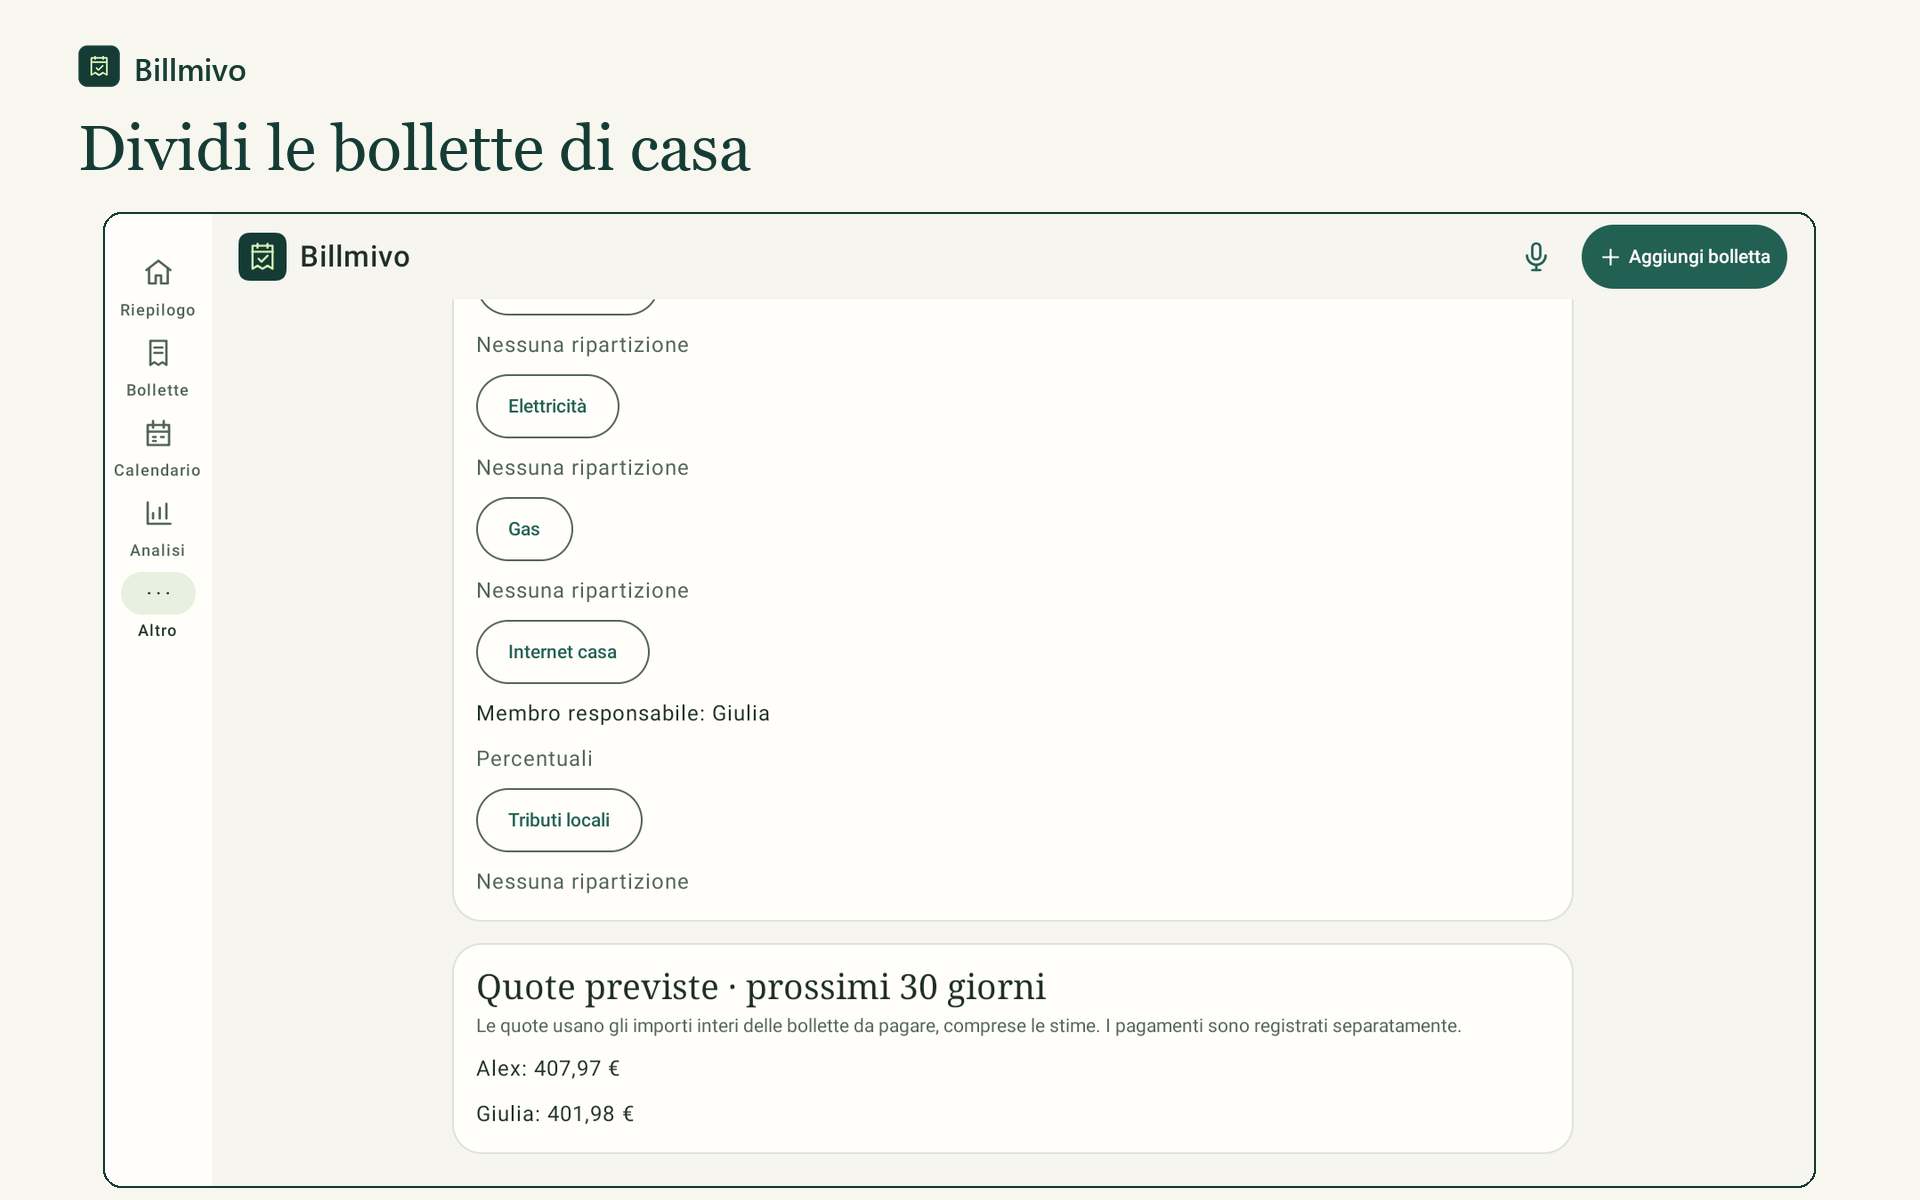 Billmivo
Dividi le bollette di casa
Billmivo
Aggiungi bolletta
Riepilogo
Bollette
Calendario
Analisi
Altro
Nessuna ripartizione
Elettricità
Nessuna ripartizione
Gas
Nessuna ripartizione
Internet casa
Membro responsabile: Giulia
Percentuali
Tributi locali
Nessuna ripartizione
Quote previste · prossimi 30 giorni
Le quote usano gli importi interi delle bollette da pagare, comprese le stime. I pagamenti sono registrati separatamente.
Alex: 407,97 €
Giulia: 401,98 €